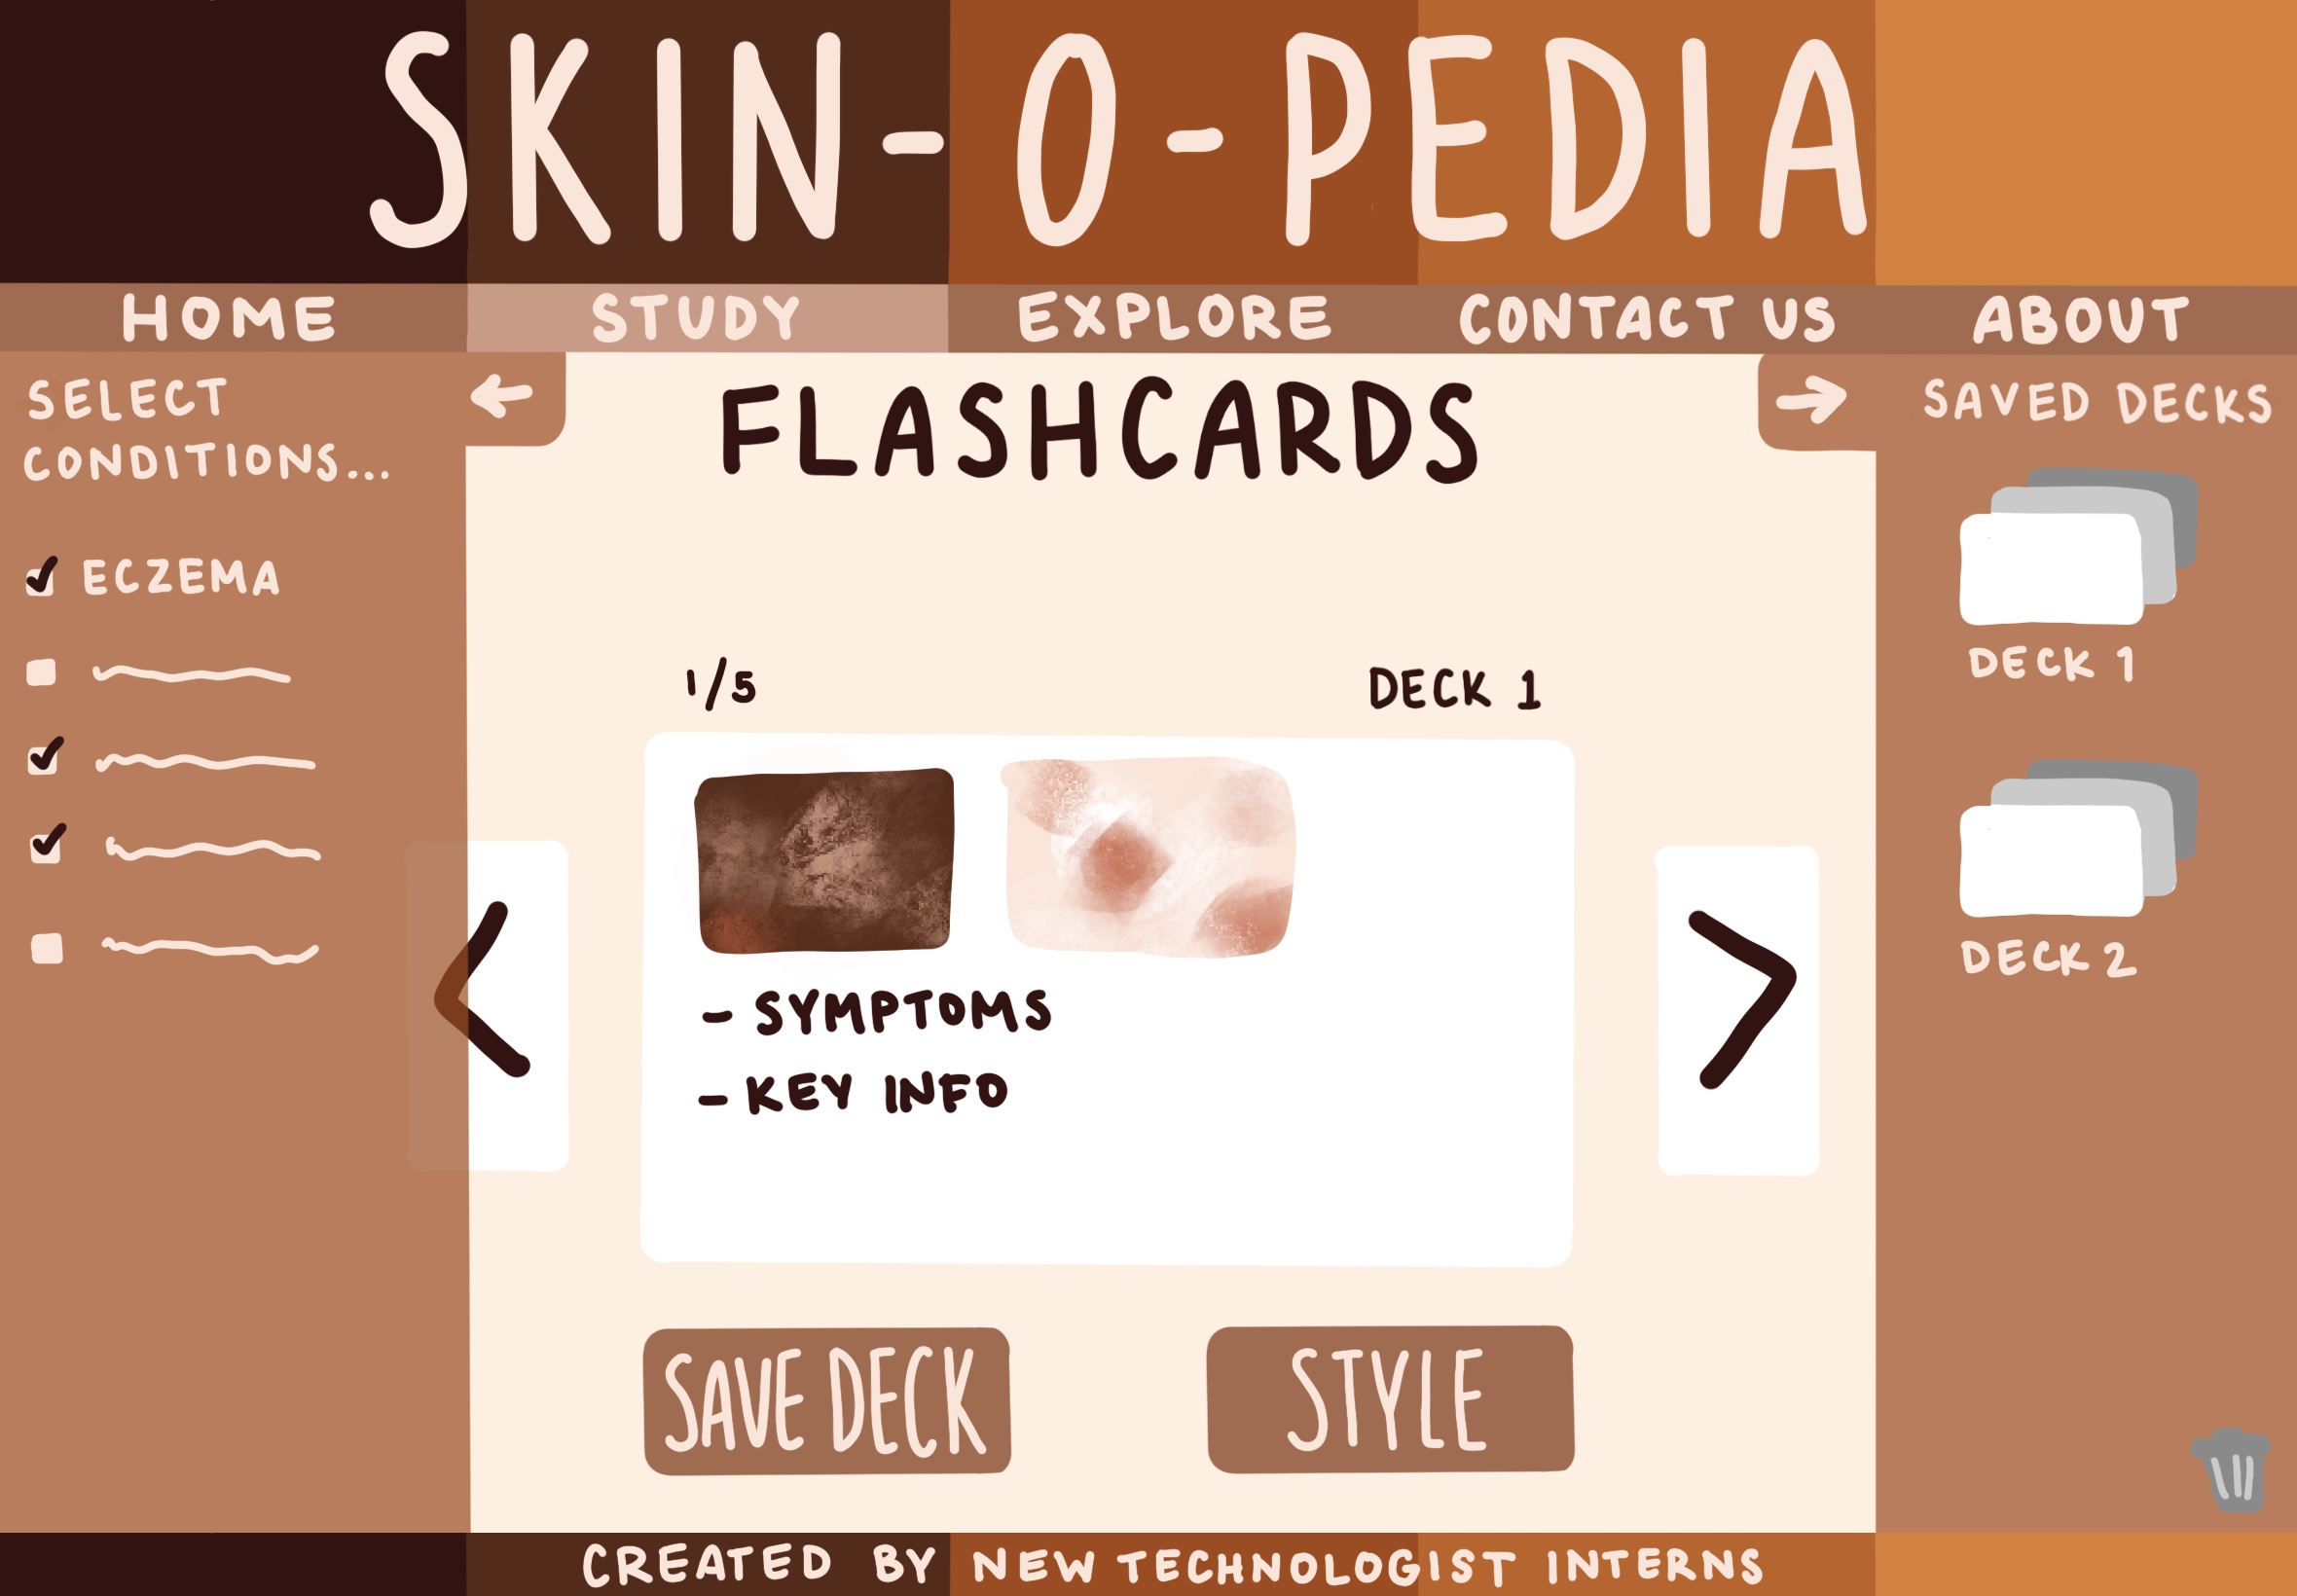 SKIN-O-PEDIA
HOME STUDY EXPLORE CONTACT US ABOUT
SELECT
CONDITIONS...
ECZEMA
FLASHCARDS
1/5 DECK 1
- SYMPTOMS
- KEY INFO
SAVE DECK STYLE
SAVED DECKS
DECK 1
DECK 2
CREATED BY NEW TECHNOLOGIST INTERNS